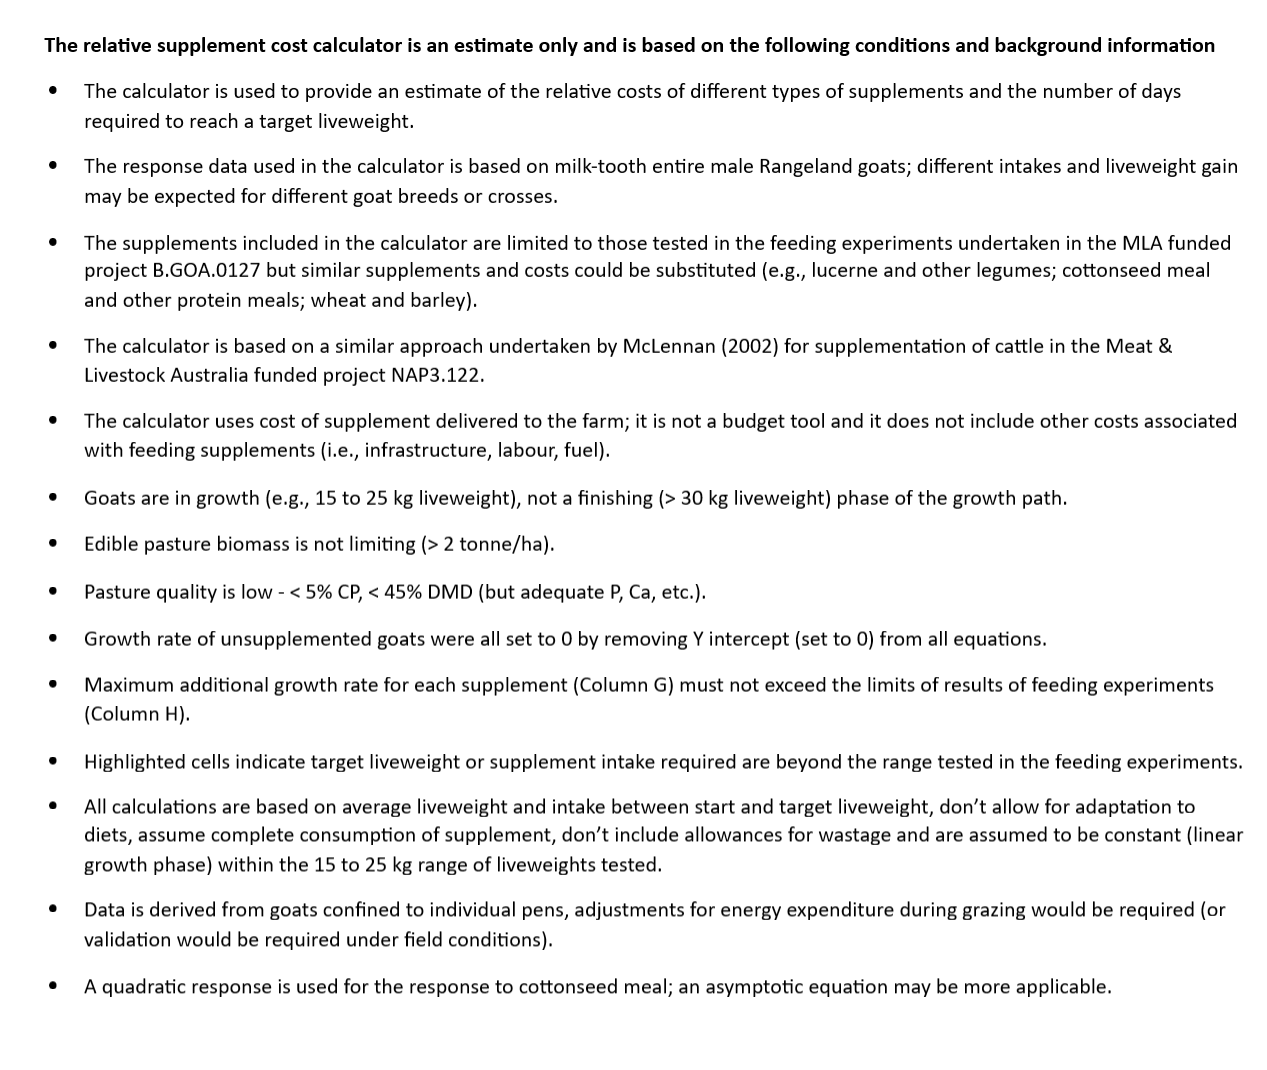 The relative supplement cost calculator is an estimate only and is based on the following conditions and background information
• The calculator is used to provide an estimate of the relative costs of different types of supplements and the number of days
required to reach a target liveweight.
• The response data used in the calculator is based on milk-tooth entire male Rangeland goats; different intakes and liveweight gain
may be expected for different goat breeds or crosses.
• The supplements included in the calculator are limited to those tested in the feeding experiments undertaken in the MLA funded
project B.GOA.0127 but similar supplements and costs could be substituted (e.g., lucerne and other legumes; cottonseed meal
and other protein meals; wheat and barley).
• The calculator is based on a similar approach undertaken by McLennan (2002) for supplementation of cattle in the Meat &
Livestock Australia funded project NAP3.122.
• The calculator uses cost of supplement delivered to the farm; it is not a budget tool and it does not include other costs associated
with feeding supplements (i.e., infrastructure, labour, fuel).
• Goats are in growth (e.g., 15 to 25 kg liveweight), not a finishing (> 30 kg liveweight) phase of the growth path.
• Edible pasture biomass is not limiting (> 2 tonne/ha).
• Pasture quality is low - < 5% CP, < 45% DMD (but adequate P, Ca, etc.).
• Growth rate of unsupplemented goats were all set to 0 by removing Y intercept (set to 0) from all equations.
• Maximum additional growth rate for each supplement (Column G) must not exceed the limits of results of feeding experiments
(Column H).
• Highlighted cells indicate target liveweight or supplement intake required are beyond the range tested in the feeding experiments.
• All calculations are based on average liveweight and intake between start and target liveweight, don’t allow for adaptation to
diets, assume complete consumption of supplement, don’t include allowances for wastage and are assumed to be constant (linear
growth phase) within the 15 to 25 kg range of liveweights tested.
• Data is derived from goats confined to individual pens, adjustments for energy expenditure during grazing would be required (or
validation would be required under field conditions).
• A quadratic response is used for the response to cottonseed meal; an asymptotic equation may be more applicable.